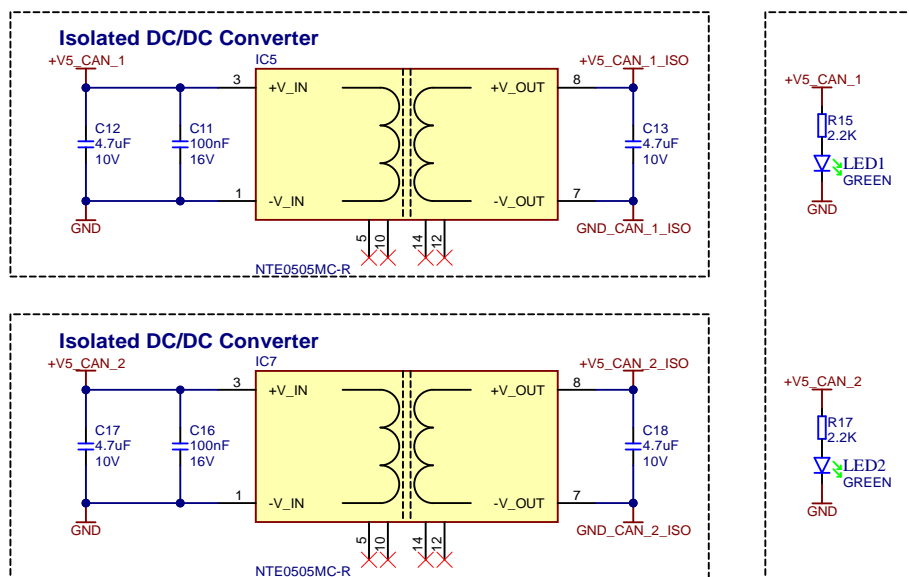 Isolated DC/DC Converter
IC5
+V5_CAN_1
+V5_CAN_1_ISO
3
+V_IN
+V_OUT
8
C12
4.7uF
10V
C11
100nF
16V
C13
4.7uF
10V
1
-V_IN
-V_OUT
7
GND
GND_CAN_1_ISO
5
10
14
12
NTE0505MC-R
+V5_CAN_1
R15
2.2K
LED1
GREEN
GND
Isolated DC/DC Converter
IC7
+V5_CAN_2
+V5_CAN_2_ISO
3
+V_IN
+V_OUT
8
C17
4.7uF
10V
C16
100nF
16V
C18
4.7uF
10V
1
-V_IN
-V_OUT
7
GND
GND_CAN_2_ISO
5
10
14
12
NTE0505MC-R
+V5_CAN_2
R17
2.2K
LED2
GREEN
GND